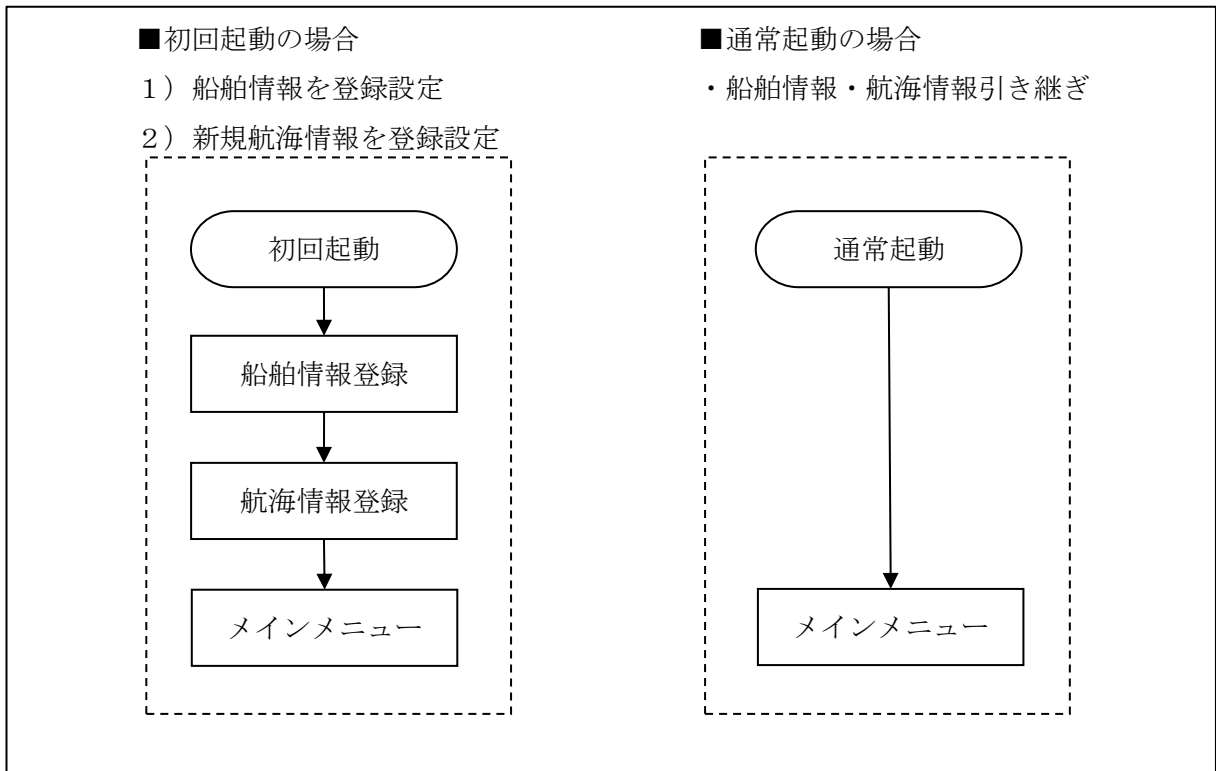 ■初回起動の場合
１）船舶情報を登録設定
２）新規航海情報を登録設定
初回起動
船舶情報登録
航海情報登録
メインメニュー
■通常起動の場合
・船舶情報・航海情報引き継ぎ
通常起動
メインメニュー